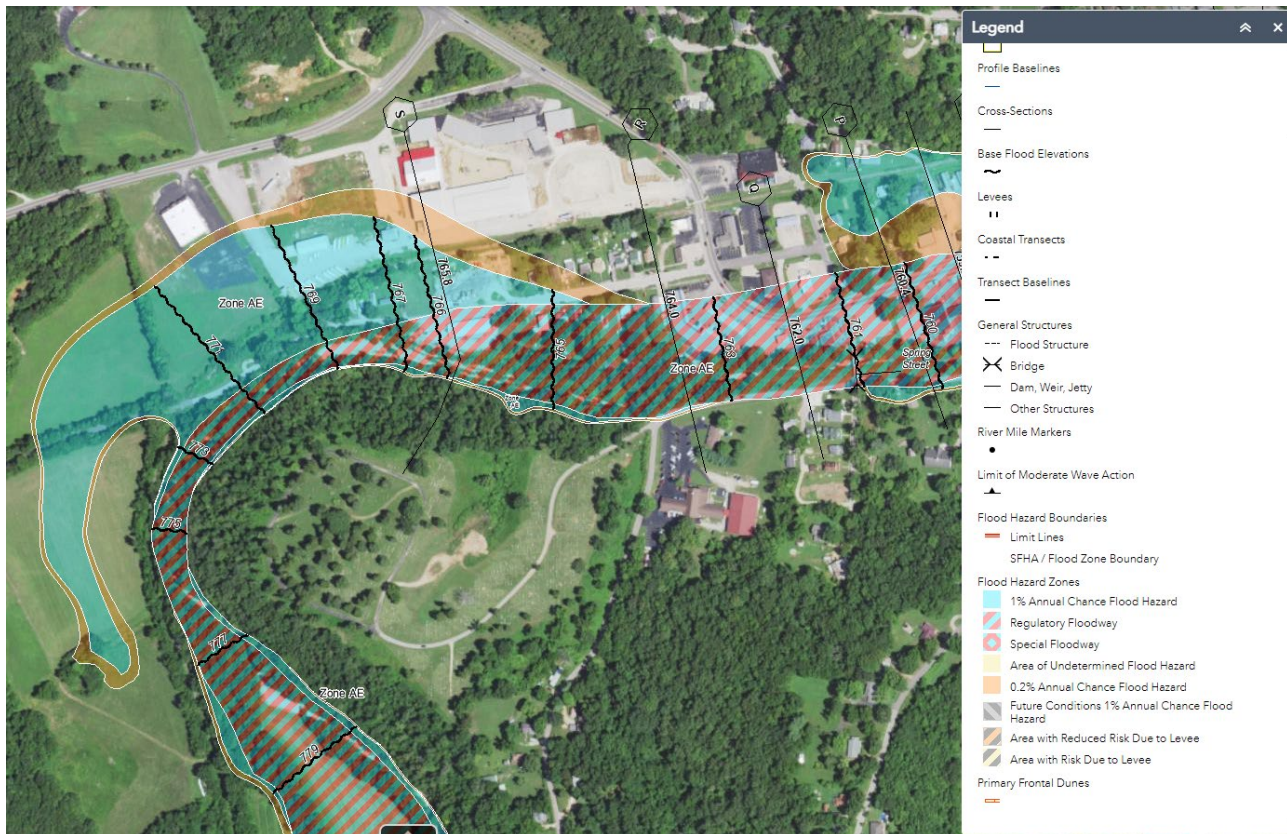 Legend
Profile Baselines
Cross-Sections
Base Flood Elevations
Levees
Coastal Transects
Transect Baselines
General Structures
Flood Structure
Bridge
Dam, Weir, Jetty
Other Structures
River Mile Markers
Limit of Moderate Wave Action
Flood Hazard Boundaries
Limit Lines
SFHA / Flood Zone Boundary
Flood Hazard Zones
1% Annual Chance Flood Hazard
Regulatory Floodway
Special Floodway
Area of Undetermined Flood Hazard
0.2% Annual Chance Flood Hazard
Future Conditions 1% Annual Chance Flood
Hazard
Area with Reduced Risk Due to Levee
Area with Risk Due to Levee
Primary Frontal Dunes
S
R
P
Q
765.8
766
767
769
771
Zone AE
765
764.0
763
762.0
761
760.4
760
Zone AE
Spring
Street
773
775
777
Zone AE
779